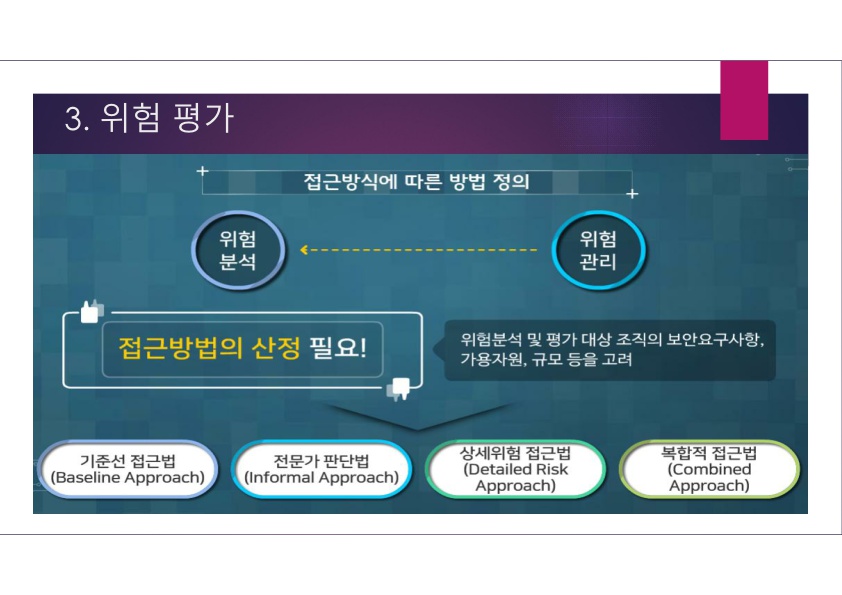 3. 위험 평가
접근방식에 따른 방법 정의
위험
분석
위험
관리
접근방법의 산정 필요!
위험분석 및 평가 대상 조직의 보안요구사항,
가용자원, 규모 등을 고려
기준선 접근법
(Baseline Approach)
전문가 판단법
(Informal Approach)
상세위험 접근법
(Detailed Risk
Approach)
복합적 접근법
(Combined
Approach)